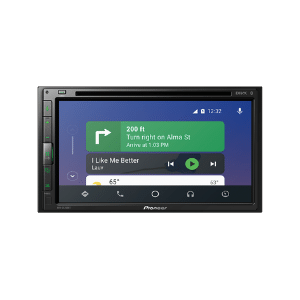 12:32
200 ft
Turn right on Alma St
Arrive at 1:03 PM
I Like Me Better
Lauv
65°
63°
Pioneer